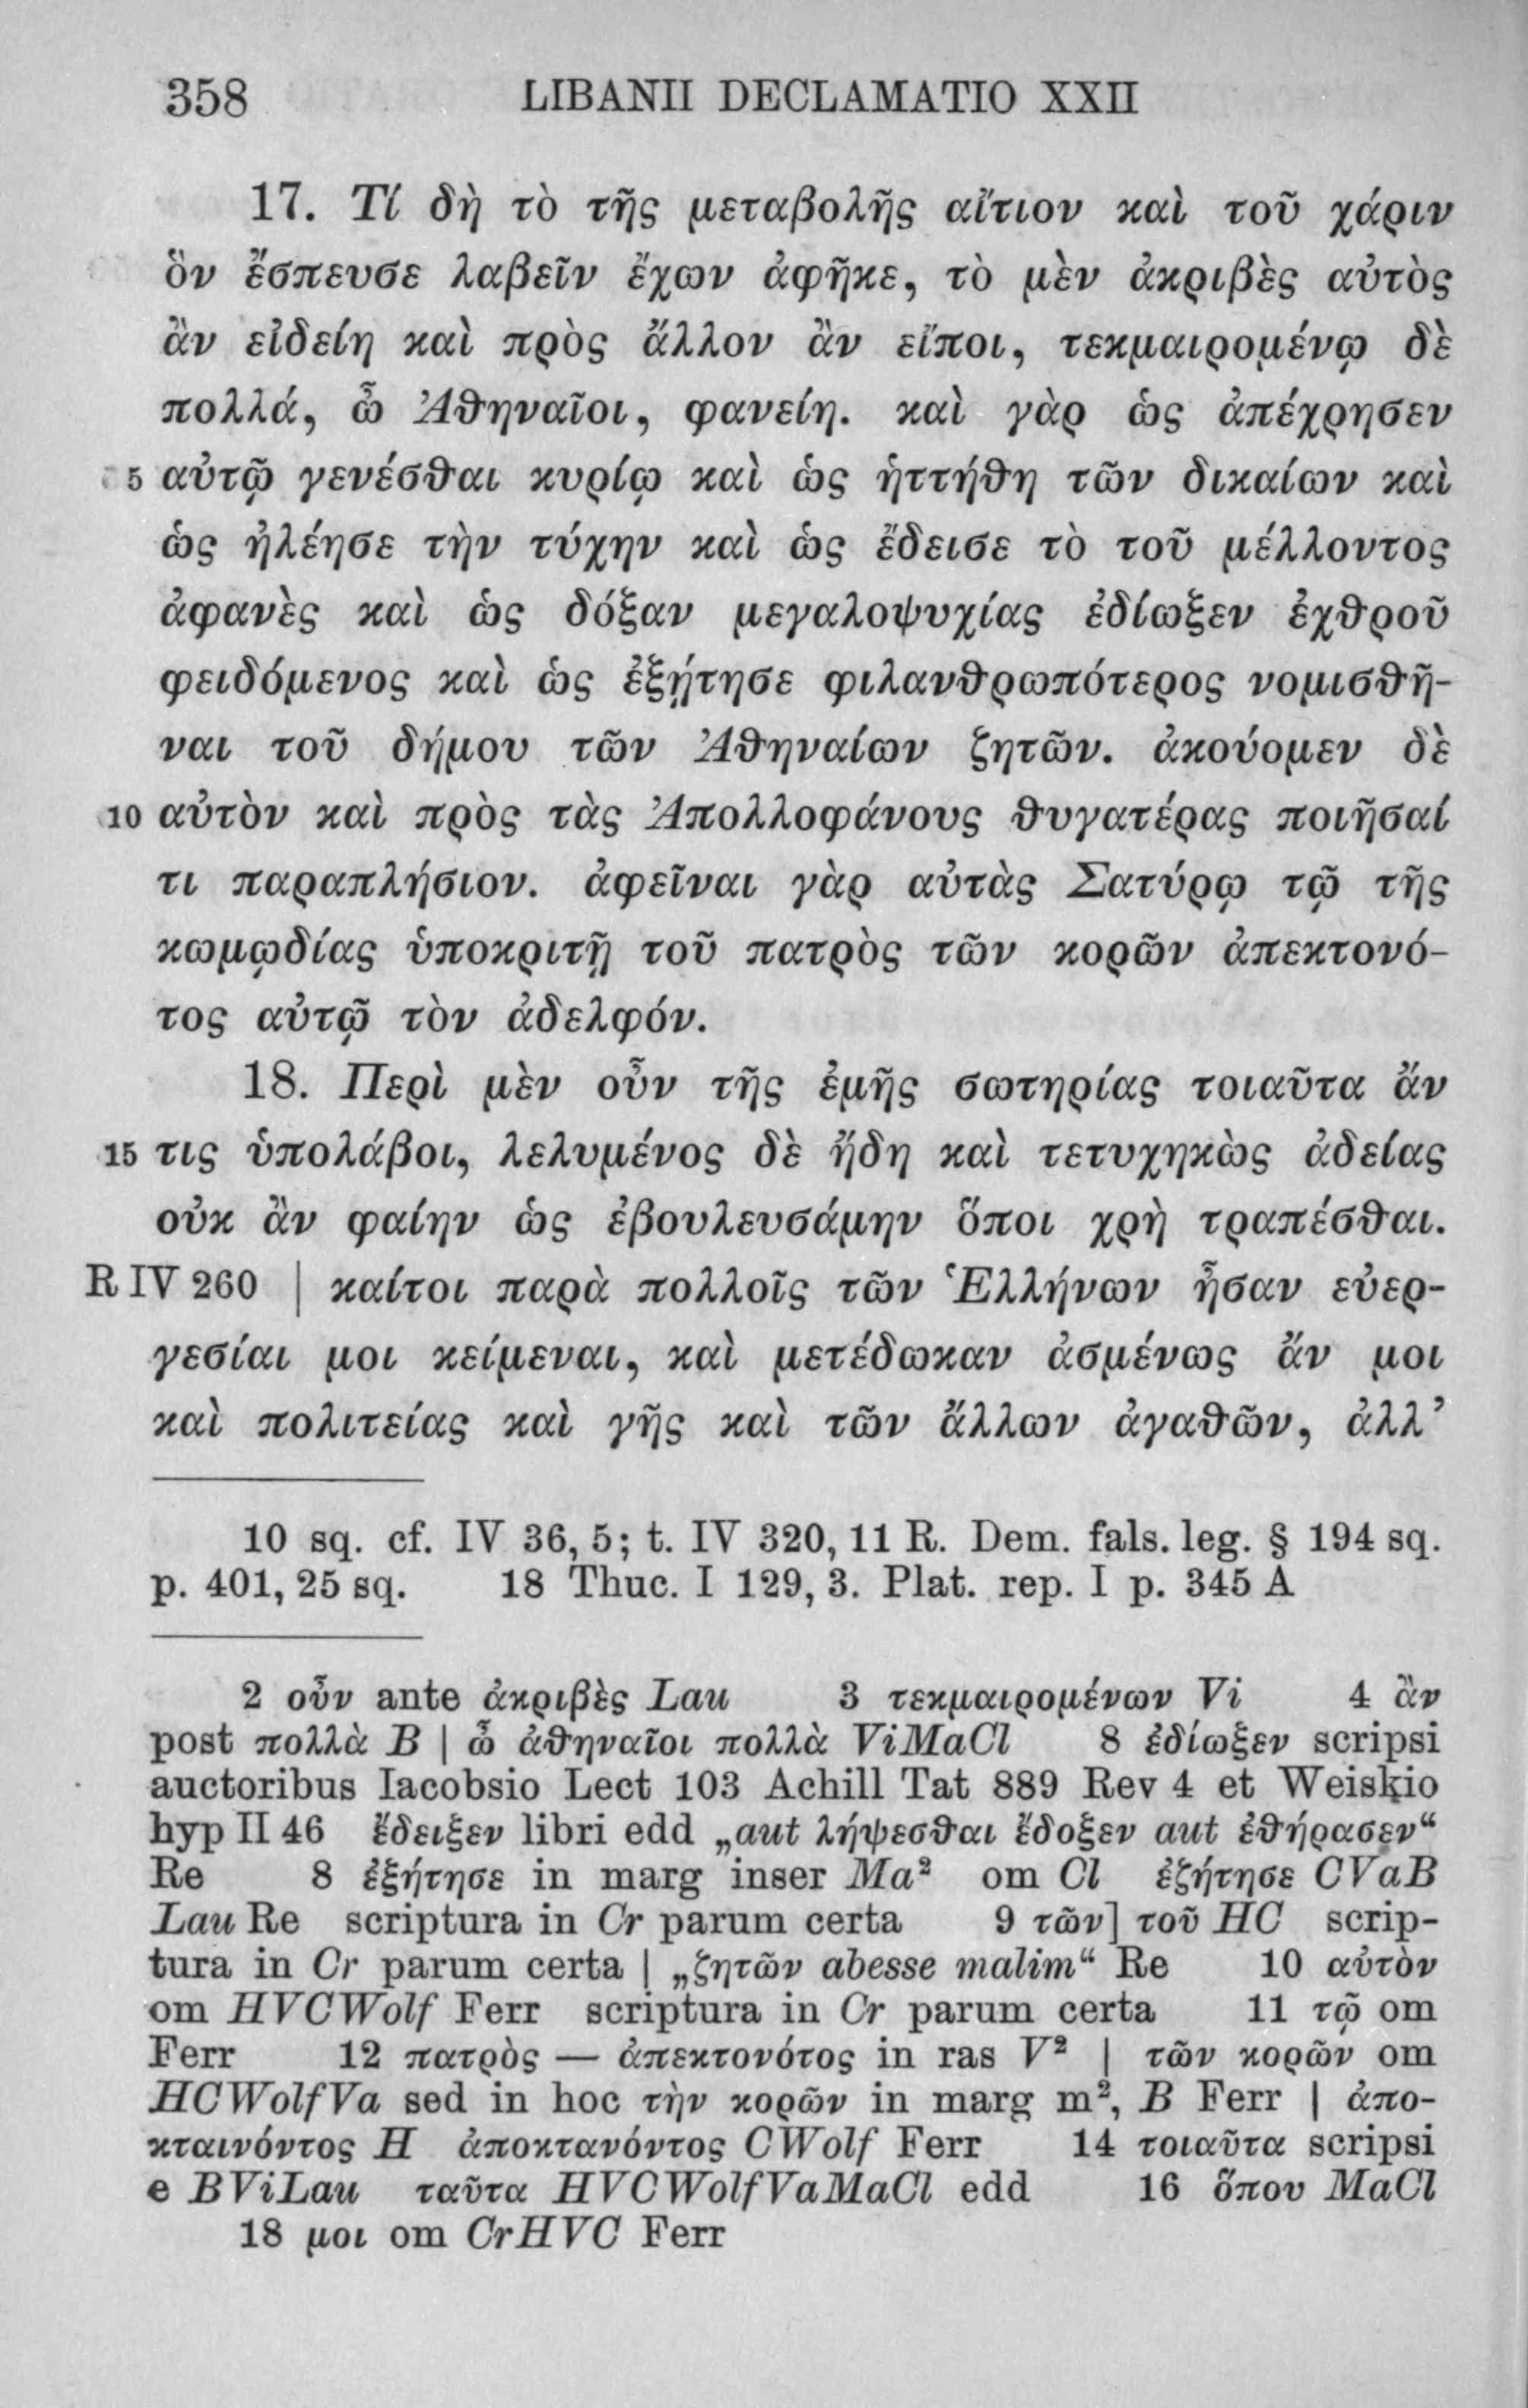 358 LIBANII DECLAMATIO XXII
17. Τί δὴ τὸ τῆς μεταβολῆς αἴτιον καὶ τοῦ χάριν
ὃν ἔσπευσε λαβεῖν ἔχων ἀφῆκε, τὸ μὲν ἀκριβὲς αὐτὸς
ἂν εἰδείη καὶ πρὸς ἄλλον ἂν εἴποι, τεκμαιρομένῳ δὲ
πολλά, ὦ Ἀθηναῖοι, φανείη. καὶ γὰρ ὡς ἀπέχρησεν
5 αὐτῷ γενέσθαι κυρίῳ καὶ ὡς ἡττήθη τῶν δικαίων καὶ
ὡς ἠλέησε τὴν τύχην καὶ ὡς ἔδεισε τὸ τοῦ μέλλοντος
ἀφανὲς καὶ ὡς δόξαν μεγαλοψυχίας ἐδίωξεν ἐχθροῦ
φειδόμενος καὶ ὡς ἐξῄτησε φιλανθρωπότερος νομισθῆ-
ναι τοῦ δήμου τῶν Ἀθηναίων ζητῶν. ἀκούομεν δὲ
10 αὐτὸν καὶ πρὸς τὰς Ἀπολλοφάνους θυγατέρας ποιῆσαί
τι παραπλήσιον. ἀφεῖναι γὰρ αὐτὰς Σατύρῳ τῷ τῆς
κωμῳδίας ὑποκριτῇ τοῦ πατρὸς τῶν κορῶν ἀπεκτονό-
τος αὐτῷ τὸν ἀδελφόν.
18. Περὶ μὲν οὖν τῆς ἐμῆς σωτηρίας τοιαῦτα ἄν
15 τις ὑπολάβοι, λελυμένος δὲ ἤδη καὶ τετυχηκὼς ἀδείας
οὐκ ἂν φαίην ὡς ἐβουλευσάμην ὅποι χρὴ τραπέσθαι.
R IV 260 | καίτοι παρὰ πολλοῖς τῶν Ἑλλήνων ἦσαν εὐερ-
γεσίαι μοι κείμεναι, καὶ μετέδωκαν ἀσμένως ἄν μοι
καὶ πολιτείας καὶ γῆς καὶ τῶν ἄλλων ἀγαθῶν, ἀλλ’
10 sq. cf. IV 36, 5; t. IV 320, 11 R. Dem. fals. leg. § 194 sq.
p. 401, 25 sq. 18 Thuc. I 129, 3. Plat. rep. I p. 345 A
2 οὖν ante ἀκριβὲς Lau 3 τεκμαιρομένων Vi 4 ἂν
post πολλὰ B | ὦ ἀθηναῖοι πολλὰ ViMaCl 8 ἐδίωξεν scripsi
auctoribus Iacobsio Lect 103 Achill Tat 889 Rev 4 et Weiskio
hyp II 46 ἔδειξεν libri edd „aut λήψεσθαι ἔδοξεν aut ἐθήρασεν“
Re 8 ἐξήτησε in marg inser Ma² om Cl ἐζήτησε CVaB
Lau Re scriptura in Cr parum certa 9 τῶν] τοῦ HC scrip-
tura in Cr parum certa | „ζητῶν abesse malim“ Re 10 αὐτὸν
om HVCWolf Ferr scriptura in Cr parum certa 11 τῷ om
Ferr 12 πατρὸς — ἀπεκτονότος in ras V² | τῶν κορῶν om
HCWolfVa sed in hoc τὴν κορῶν in marg m², B Ferr | ἀπο-
κταινόντος H ἀποκτανόντος CWolf Ferr 14 τοιαῦτα scripsi
e BViLau ταῦτα HVCWolfVaMaCl edd 16 ὅπου MaCl
18 μοι om CrHVC Ferr